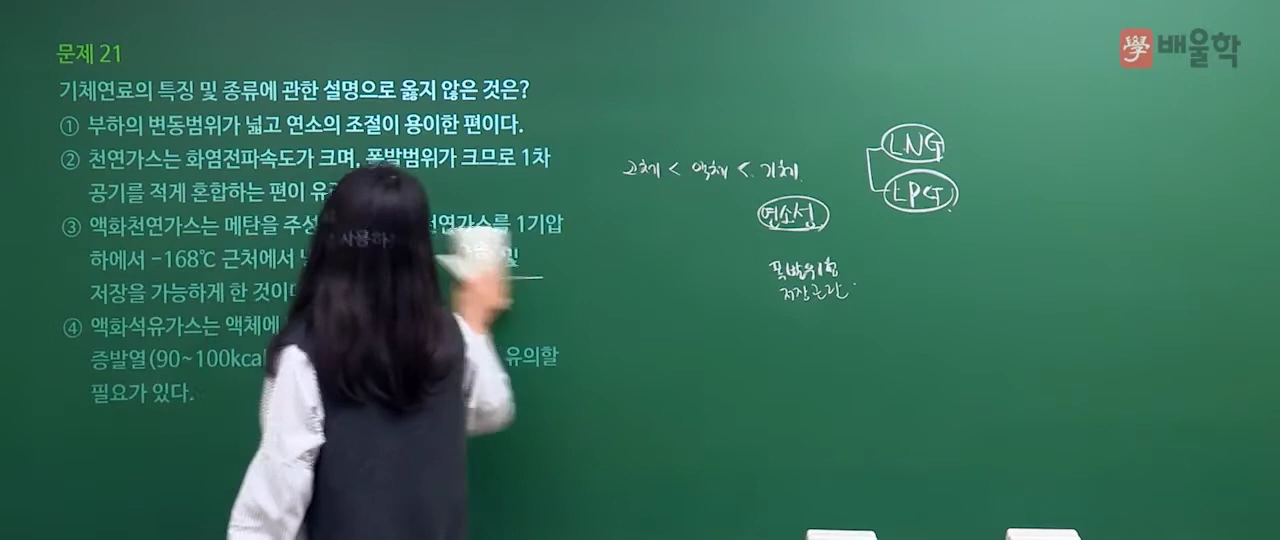 學 배울학
문제 21
기체연료의 특징 및 종류에 관한 설명으로 옳지 않은 것은?
① 부하의 변동범위가 넓고 연소의 조절이 용이한 편이다.
② 천연가스는 화염전파속도가 크며, 폭발범위가 크므로 1차
공기를 적게 혼합하는 편이
③ 액화천연가스는 메탄을 천연가스를 1기압
하에서 -168℃ 근처에서 및
저장을 가능하게 한
④ 액화석유가스는 액체에
증발열(90~100kcal 유의할
필요가 있다.
고체 < 액체 < 기체
연소성
폭발위험
저장곤란
LNG
LPG